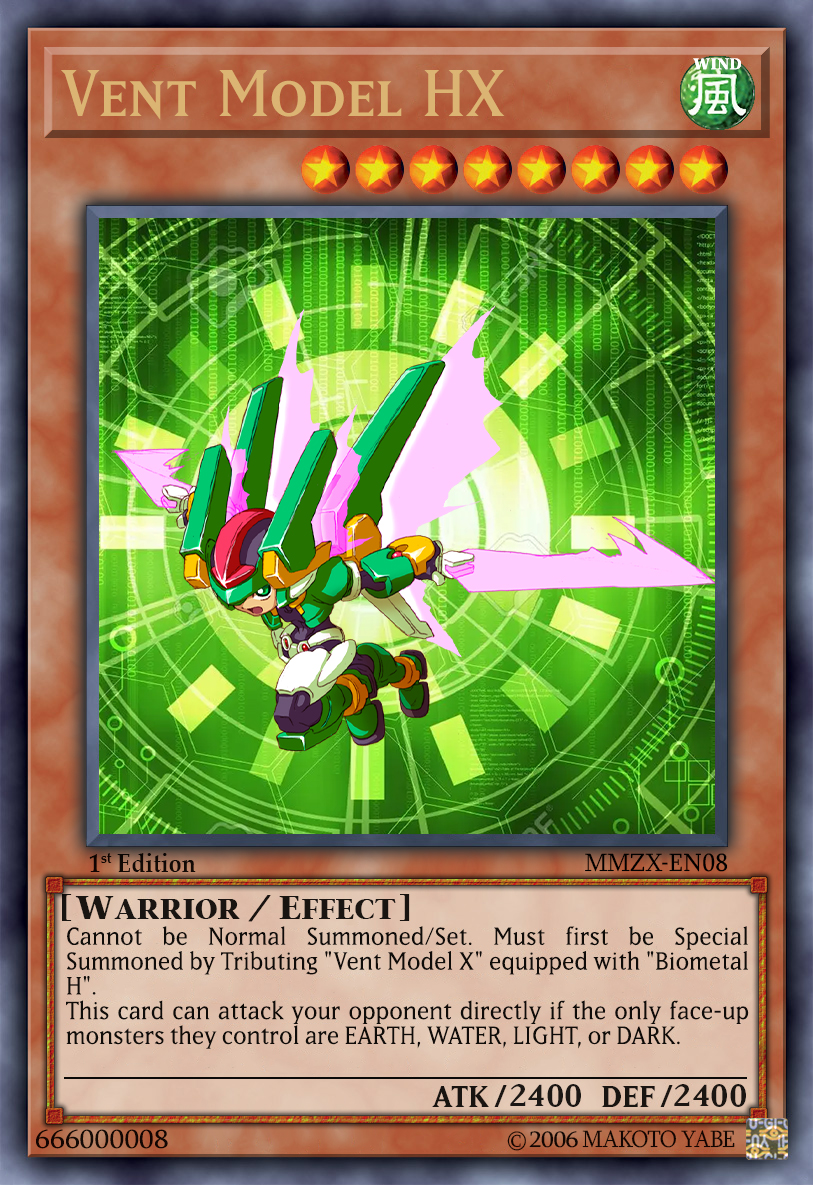 Vent Model HX
WIND
風
1st Edition
MMZX-EN08
[Warrior / Effect]
Cannot be Normal Summoned/Set. Must first be Special
Summoned by Tributing "Vent Model X" equipped with "Biometal
H".
This card can attack your opponent directly if the only face-up
monsters they control are EARTH, WATER, LIGHT, or DARK.
ATK/2400 DEF/2400
666000008
©2006 MAKOTO YABE